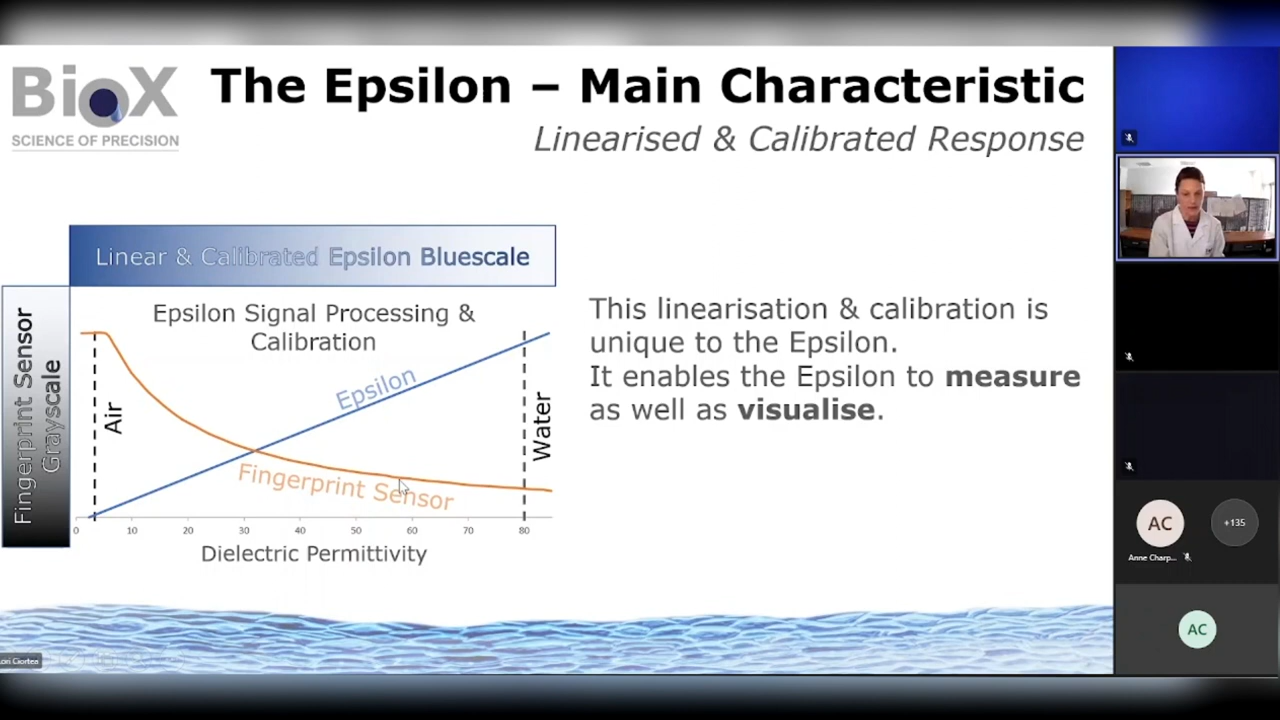 BioX
SCIENCE OF PRECISION
The Epsilon – Main Characteristic
Linearised & Calibrated Response
Linear & Calibrated Epsilon Bluescale
Fingerprint Sensor
Grayscale
Epsilon Signal Processing &
Calibration
Air
Epsilon
Fingerprint Sensor
Water
0 10 20 30 40 50 60 70 80
Dielectric Permittivity
This linearisation & calibration is
unique to the Epsilon.
It enables the Epsilon to measure
as well as visualise.
AC
+135
Anne Charp...
AC
Lori Ciortea